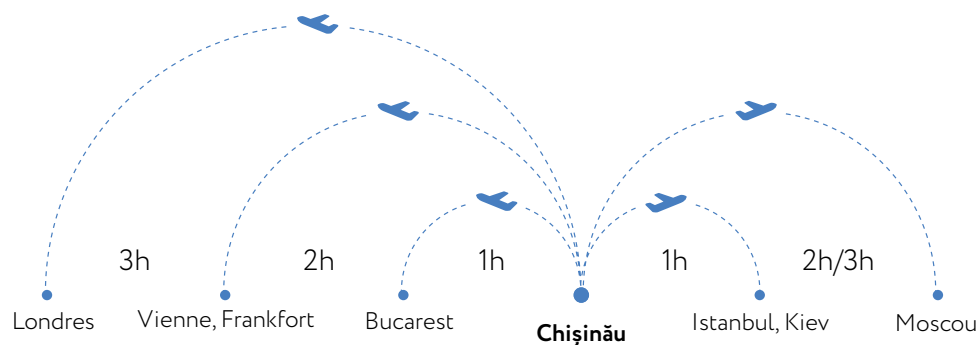 3h
2h
1h
1h
2h/3h
Londres
Vienne, Frankfort
Bucarest
Chișinău
Istanbul, Kiev
Moscou